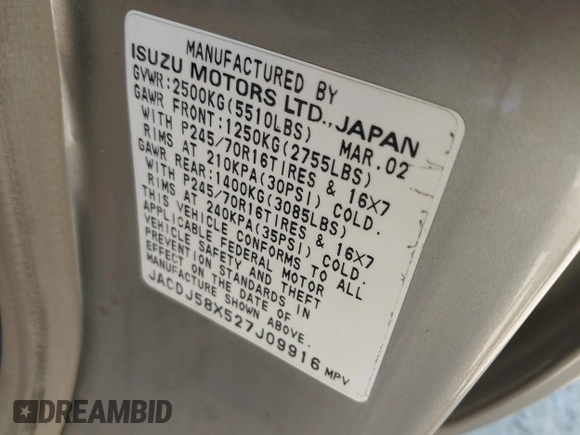 MANUFACTURED BY
ISUZU MOTORS LTD., JAPAN
GVWR:2500KG(5510LBS) MAR.02
GAWR FRONT:1250KG(2755LBS)
WITH P245/70R16TIRES & 16X7
RIMS AT 210KPA(30PSI) COLD.
GAWR REAR:1400KG(3085LBS)
WITH P245/70R16TIRES & 16X7
RIMS AT 240KPA(35PSI) COLD.
THIS VEHICLE CONFORMS TO ALL
APPLICABLE FEDERAL MOTOR
VEHICLE SAFETY AND THEFT
PREVENTION STANDARDS IN
EFFECT ON THE DATE OF
MANUFACTURE SHOWN ABOVE.
JACDJ58X527J09916 MPV
DREAMBID